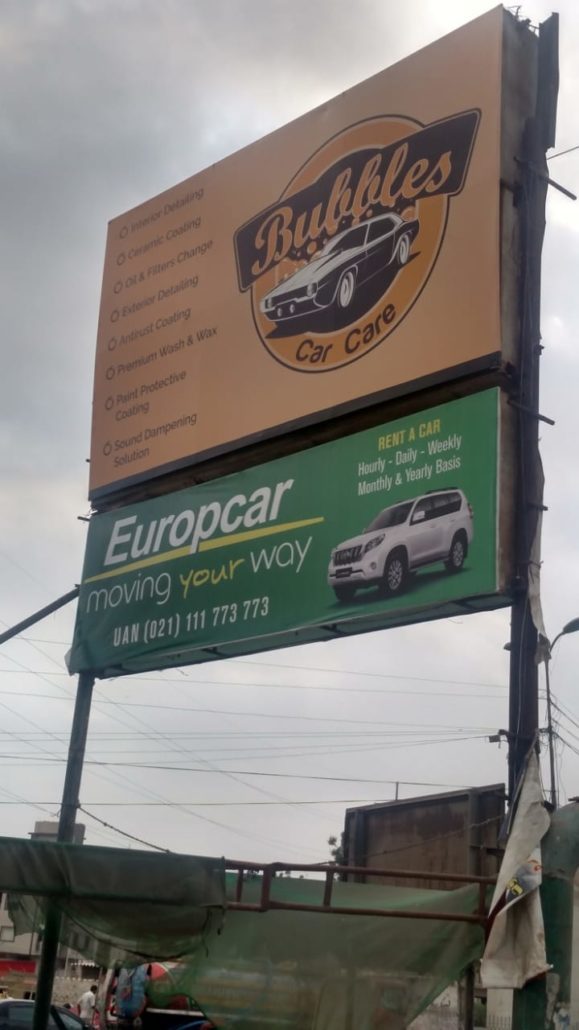 Interior Detailing
Ceramic Coating
Oil & Filters Change
Exterior Detailing
Antirust Coating
Premium Wash & Wax
Paint Protective
Coating
Sound Dampening
Solution
Bubbles
Car Care
Europcar
moving your way
UAN (021) 111 773 773
RENT A CAR
Hourly - Daily - Weekly
Monthly & Yearly Basis